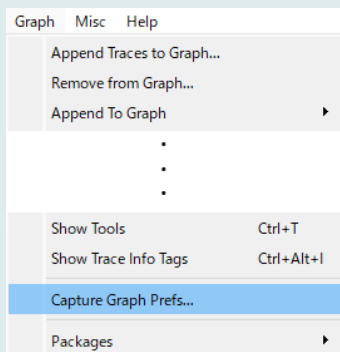 Graph Misc Help
Append Traces to Graph...
Remove from Graph...
Append To Graph
Show Tools Ctrl+T
Show Trace Info Tags Ctrl+Alt+I
Capture Graph Prefs...
Packages